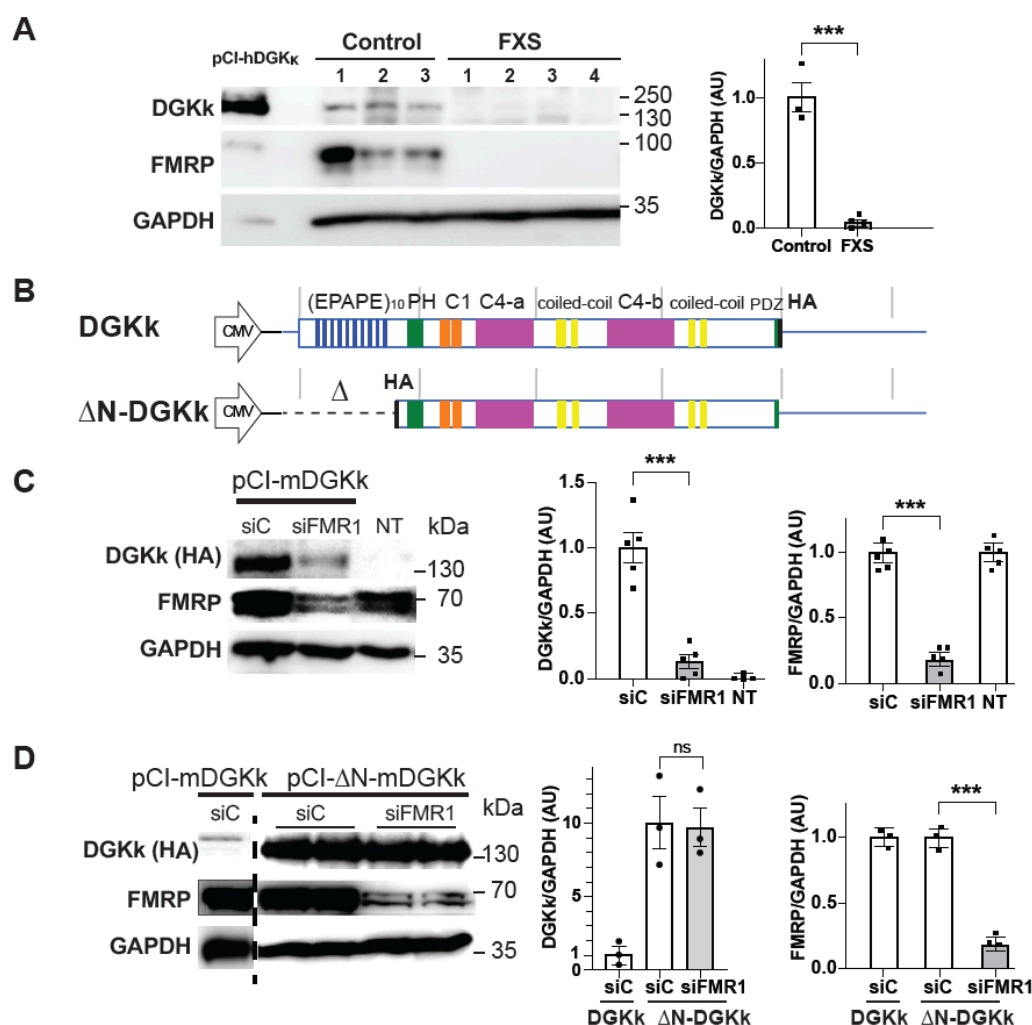 A
pCI-hDGKκ
Control
FXS
1 2 3 1 2 3 4
DGKk
250
130
FMRP
100
GAPDH
35
DGKk/GAPDH (AU)
***
1.0
0.5
0.0
Control FXS
B
(EPAPE)10 PH C1 C4-a coiled-coil C4-b coiled-coil PDZ HA
DGKk
CMV
Δ
HA
ΔN-DGKk
CMV
C
pCI-mDGKk
siC siFMR1 NT kDa
DGKk (HA)
130
FMRP
70
GAPDH
35
DGKk/GAPDH (AU)
***
1.5
1.0
0.5
0.0
siC siFMR1 NT
FMRP/GAPDH (AU)
***
1.0
0.0
siC siFMR1 NT
D
pCI-mDGKk pCI-ΔN-mDGKk
siC siC siFMR1 kDa
DGKk (HA)
130
FMRP
70
GAPDH
35
DGKk/GAPDH (AU)
ns
10
5
1
0
siC siC siFMR1
DGKk ΔN-DGKk
FMRP/GAPDH (AU)
***
1.0
0.0
siC siC siFMR1
DGKk ΔN-DGKk